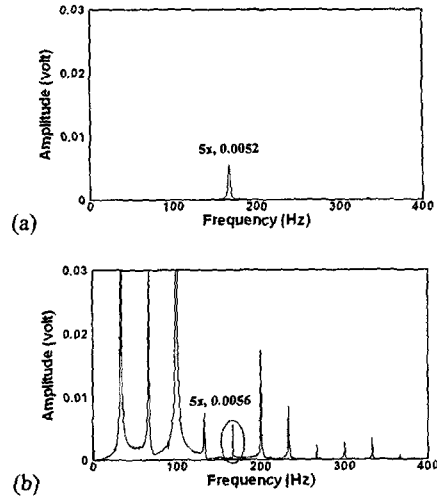 0.03
0.02
0.01
0
Amplitude (volt)
5x, 0.0052
0 100 200 300 400
Frequency (Hz)
(a)
0.03
0.02
0.01
0
Amplitude (volt)
5x, 0.0056
0 100 200 300 400
Frequency (Hz)
(b)